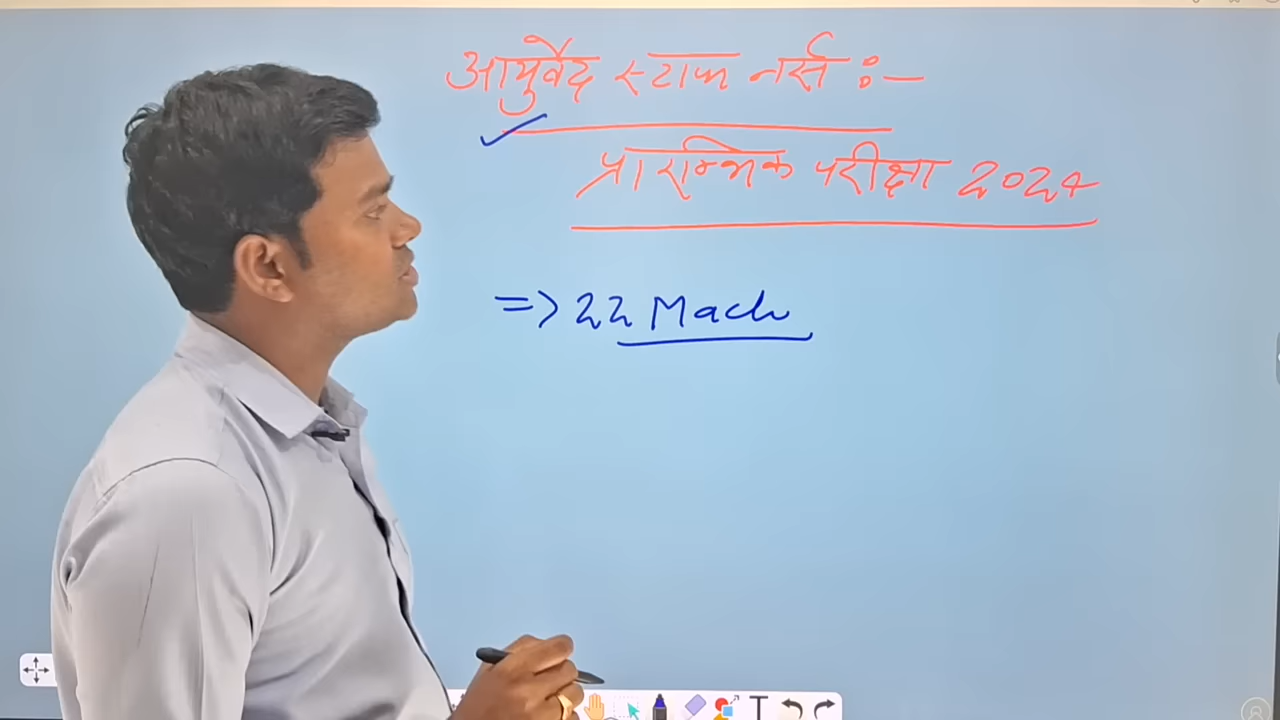 आयुर्वेद स्टाफ नर्स :-
प्रारम्भिक परीक्षा 2024
=> 22 Mach